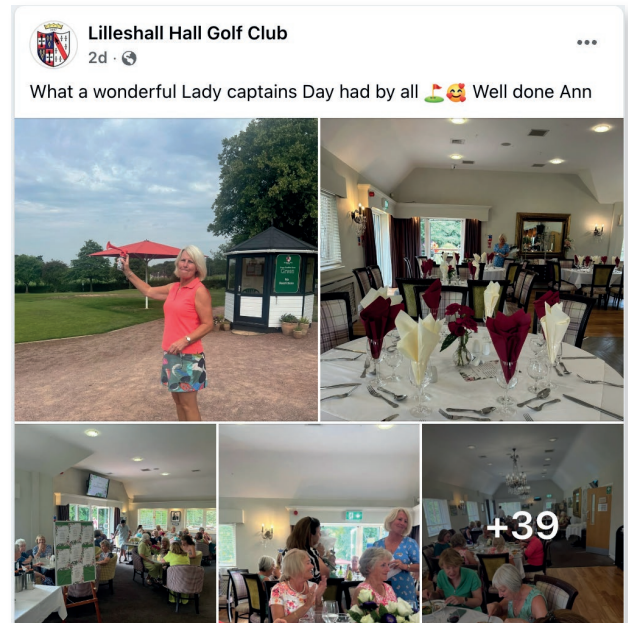 Lilleshall Hall Golf Club
2d ·
What a wonderful Lady captains Day had by all ⛳🥰 Well done Ann
+39